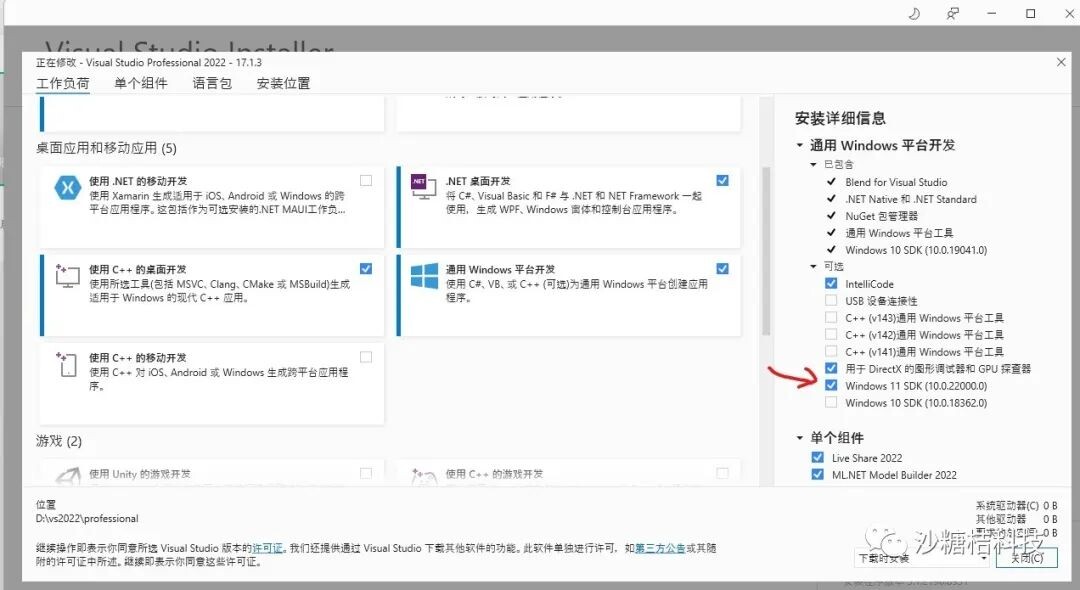 Visual Studio Installer
正在修改 - Visual Studio Professional 2022 - 17.1.3
工作负荷 单个组件 语言包 安装位置
桌面应用和移动应用 (5)
使用 .NET 的移动开发
使用 Xamarin 生成适用于 iOS、Android 或 Windows 的跨
平台应用程序。这包括作为可选安装的.NET MAUI工作负...
.NET
.NET 桌面开发
将 C#、Visual Basic 和 F# 与 .NET 和 .NET Framework 一起
使用，生成 WPF、Windows 窗体和控制台应用程序。
使用 C++ 的桌面开发
使用所选工具(包括 MSVC、Clang、CMake 或 MSBuild)生成
适用于 Windows 的现代 C++ 应用。
通用 Windows 平台开发
使用 C#、VB、或 C++ (可选)为通用 Windows 平台创建应用
程序。
使用 C++ 的移动开发
使用 C++ 对 iOS、Android 或 Windows 生成跨平台应用程
序。
游戏 (2)
使用 Unity 的游戏开发
使用 C++ 的游戏开发
安装详细信息
通用 Windows 平台开发
已包含
Blend for Visual Studio
.NET Native 和 .NET Standard
NuGet 包管理器
通用 Windows 平台工具
Windows 10 SDK (10.0.19041.0)
可选
IntelliCode
USB 设备连接性
C++ (v143)通用 Windows 平台工具
C++ (v142)通用 Windows 平台工具
C++ (v141)通用 Windows 平台工具
用于 DirectX 的图形调试器和 GPU 探查器
Windows 11 SDK (10.0.22000.0)
Windows 10 SDK (10.0.18362.0)
单个组件
Live Share 2022
ML.NET Model Builder 2022
位置
D:\vs2022\professional
继续操作即表示你同意所选 Visual Studio 版本的许可证。我们还提供通过 Visual Studio 下载其他软件的功能。此软件单独进行许可，如第三方公告或其随
附的许可证中所述。继续即表示你同意这些许可证。
系统驱动器(C) 0 B
其他驱动器 0 B
0 B
沙糖桔科技
下载时安装
关闭(C)